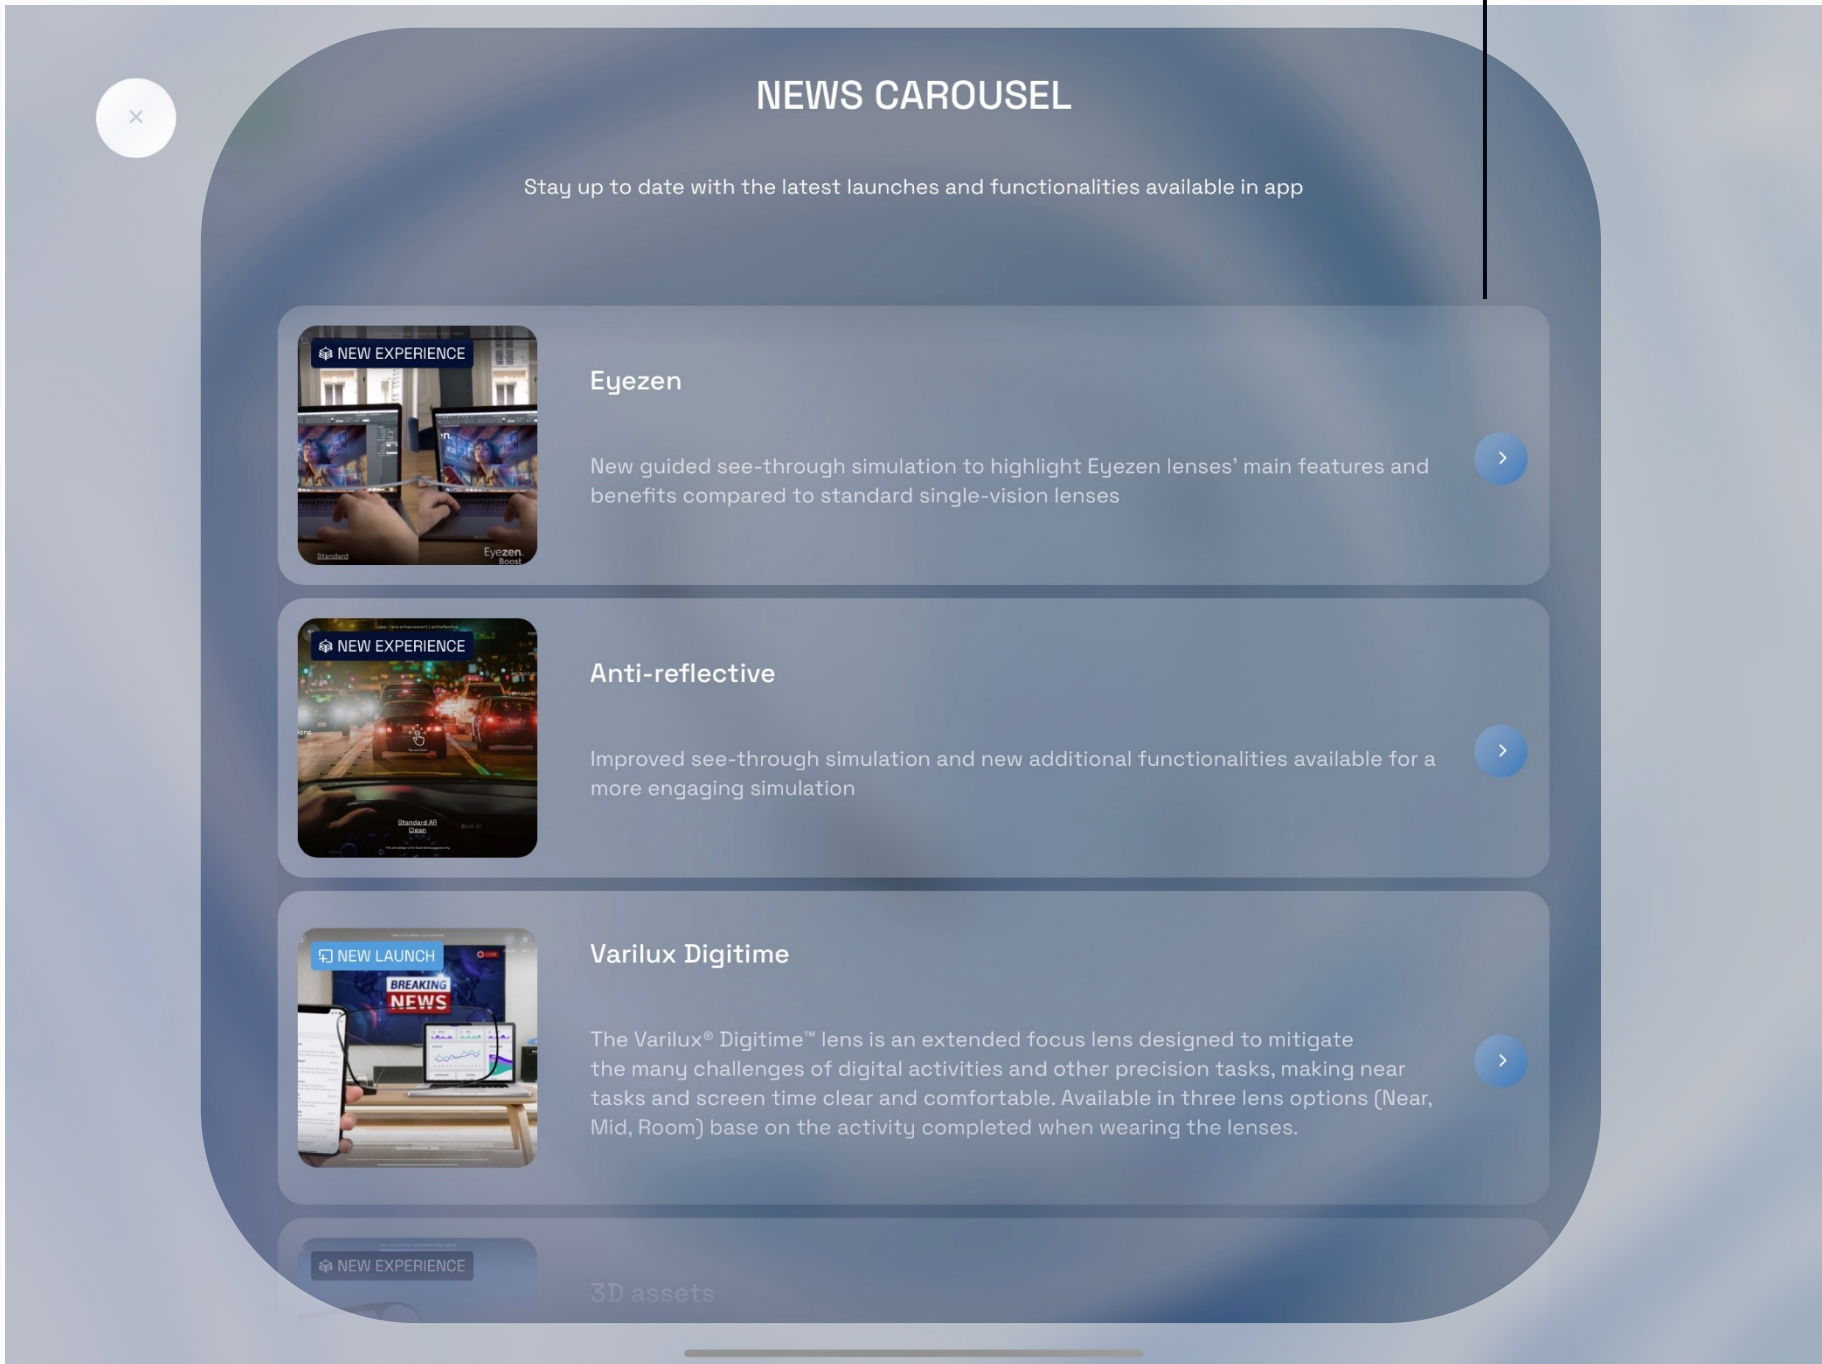 NEWS CAROUSEL
Stay up to date with the latest launches and functionalities available in app
NEW EXPERIENCE
Standard
Eyezen.
Boost
Eyezen
New guided see-through simulation to highlight Eyezen lenses’ main features and
benefits compared to standard single-vision lenses
NEW EXPERIENCE
Standard AR
Clean
BLUE AR
Anti-reflective
Improved see-through simulation and new additional functionalities available for a
more engaging simulation
NEW LAUNCH
LIVE
BREAKING
NEWS
Varilux Digitime
The Varilux® Digitime™ lens is an extended focus lens designed to mitigate
the many challenges of digital activities and other precision tasks, making near
tasks and screen time clear and comfortable. Available in three lens options (Near,
Mid, Room) base on the activity completed when wearing the lenses.
NEW EXPERIENCE
3D assets